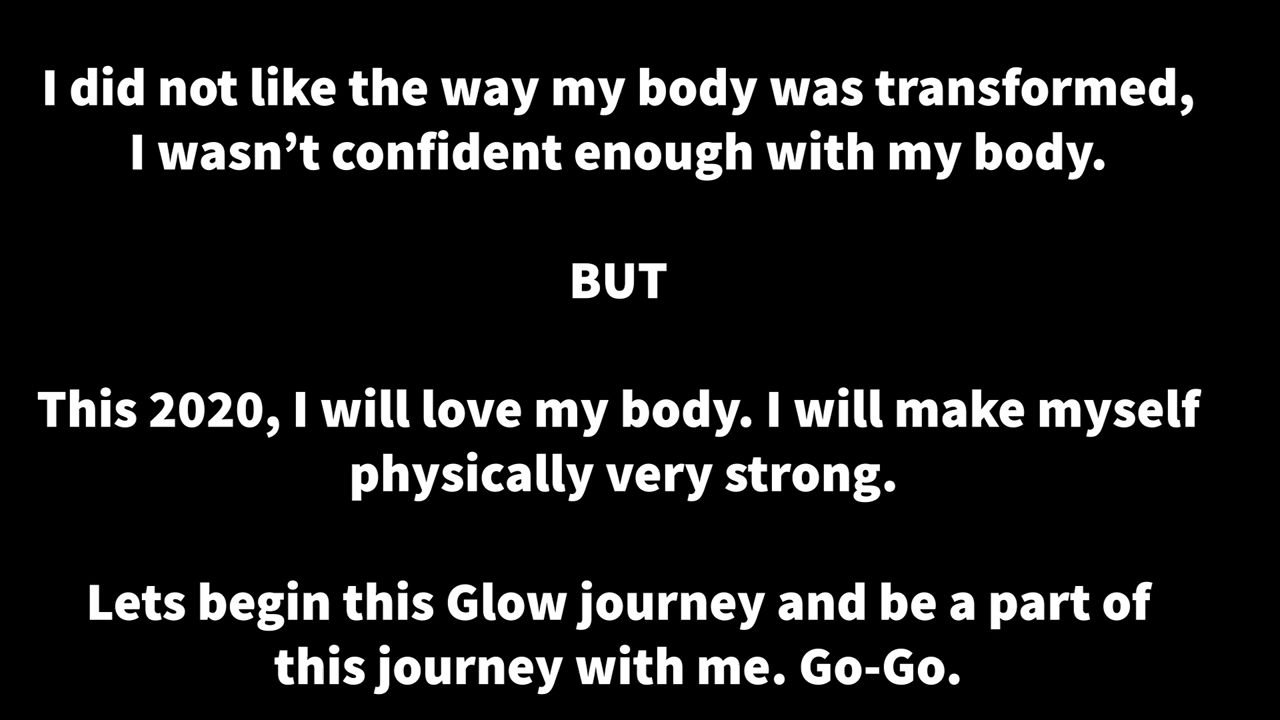 I did not like the way my body was transformed,
I wasn’t confident enough with my body.
BUT
This 2020, I will love my body. I will make myself
physically very strong.
Lets begin this Glow journey and be a part of
this journey with me. Go-Go.